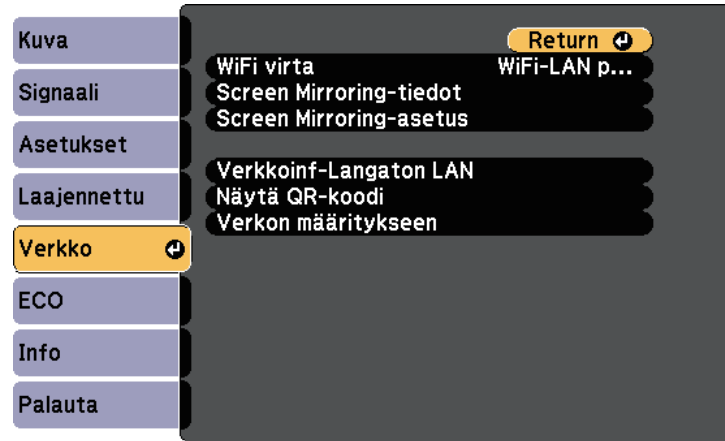 Kuva
Signaali
Asetukset
Laajennettu
Verkko
ECO
Info
Palauta
Return
WiFi virta WiFi-LAN p...
Screen Mirroring-tiedot
Screen Mirroring-asetus
Verkkoinf-Langaton LAN
Näytä QR-koodi
Verkon määritykseen